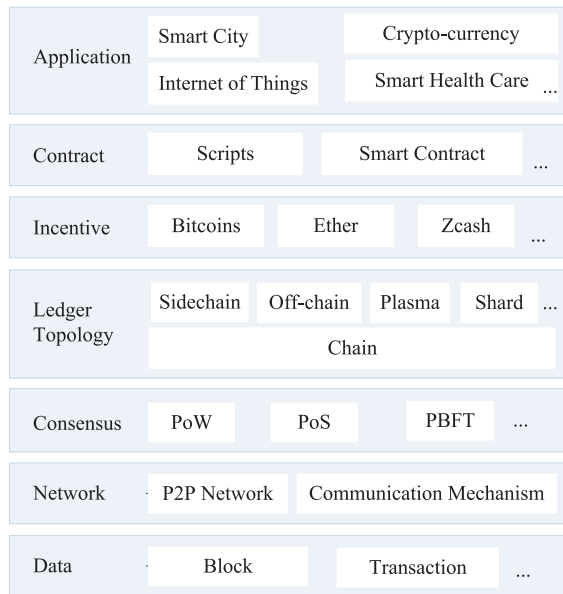 Application
Smart City
Crypto-currency
Internet of Things
Smart Health Care
...
Contract
Scripts
Smart Contract
...
Incentive
Bitcoins
Ether
Zcash
...
Ledger
Topology
Sidechain
Off-chain
Plasma
Shard
...
Chain
Consensus
PoW
PoS
PBFT
...
Network
P2P Network
Communication Mechanism
Data
Block
Transaction
...